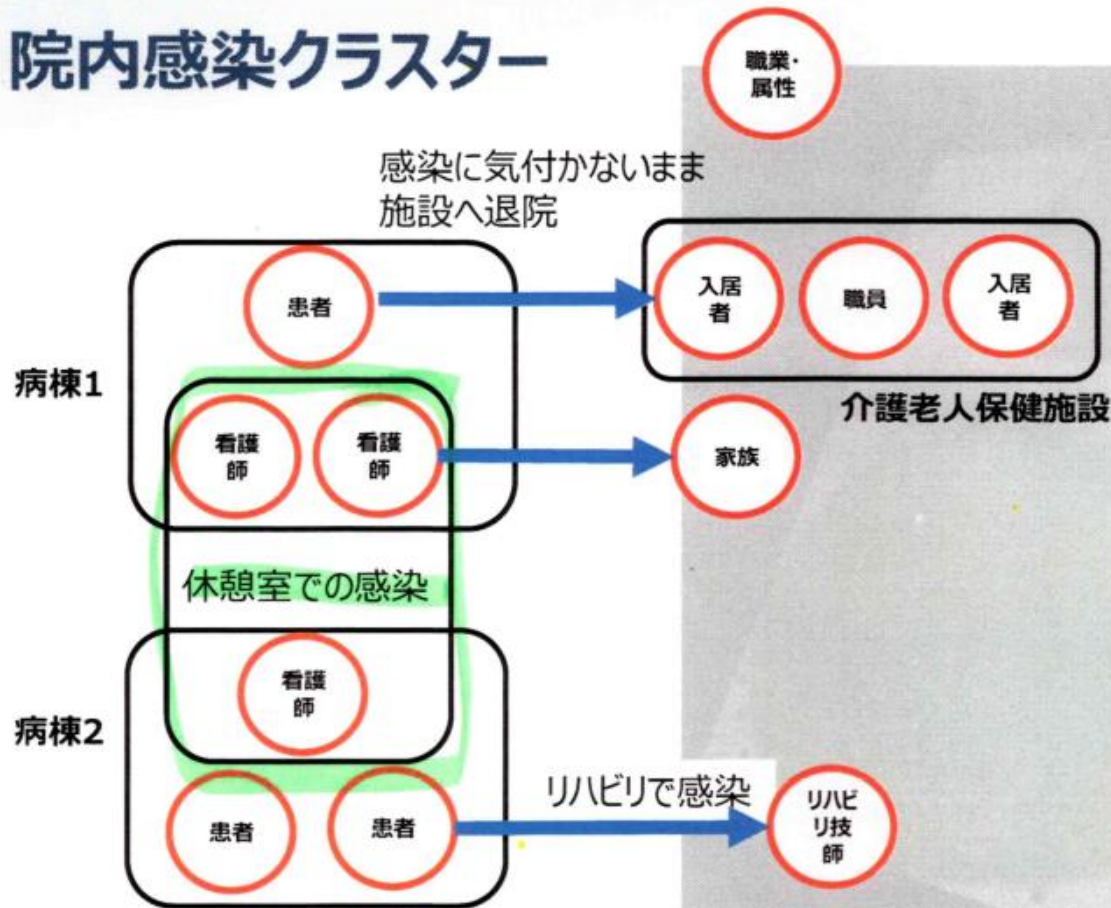 院内感染クラスター
職業・
属性
感染に気付かないまま
施設へ退院
患者
入居
者
職員
入居
者
病棟1
介護老人保健施設
看護
師
看護
師
家族
休憩室での感染
看護
師
病棟2
リハビリで感染
患者
患者
リハビ
リ技
師